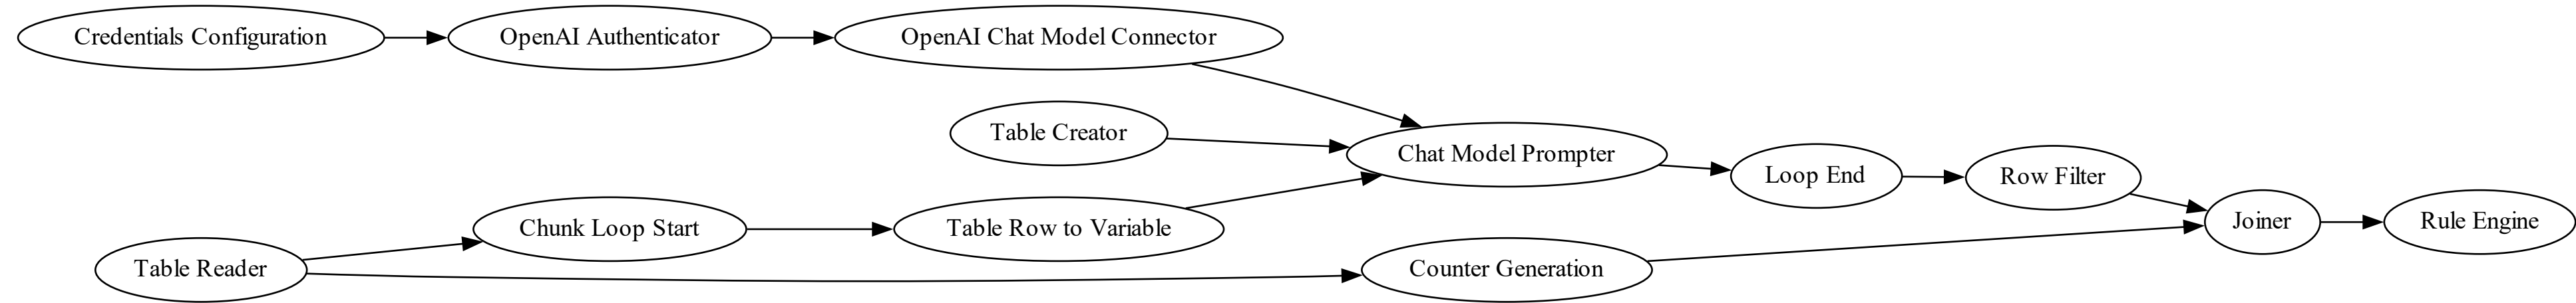 Credentials Configuration
OpenAI Authenticator
OpenAI Chat Model Connector
Table Creator
Chat Model Prompter
Loop End
Row Filter
Chunk Loop Start
Table Row to Variable
Joiner
Rule Engine
Table Reader
Counter Generation